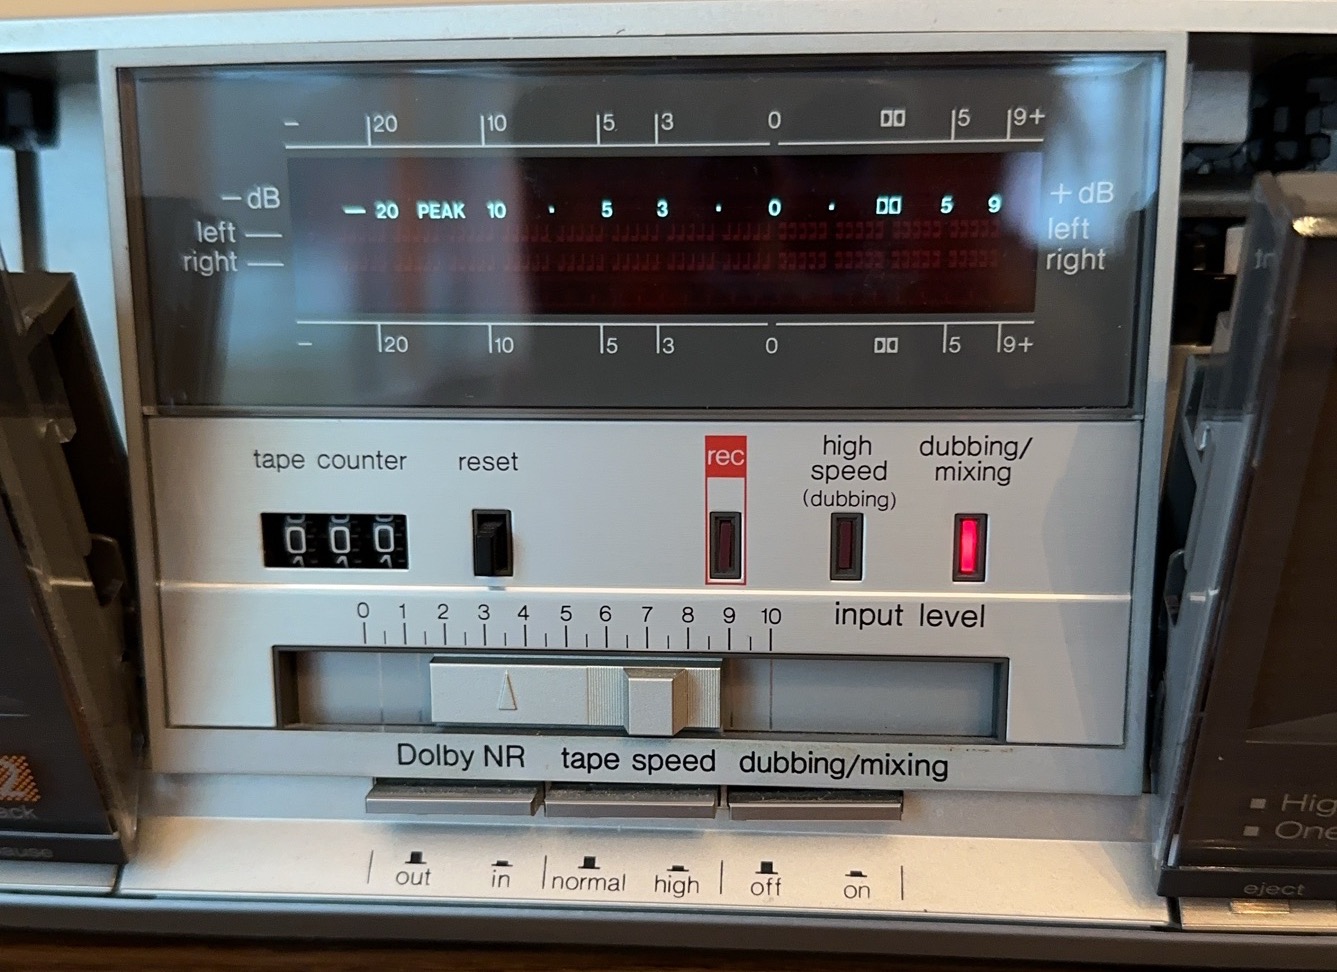 – 20 10 5 3 0 5 9+
– dB – 20 PEAK 10 · 5 3 · 0 · 5 9 + dB
left left
right right
– 20 10 5 3 0 5 9+
tape counter reset rec high speed (dubbing) dubbing/mixing
000
0 1 2 3 4 5 6 7 8 9 10 input level
Dolby NR tape speed dubbing/mixing
out in normal high off on
2
Hig
One
eject